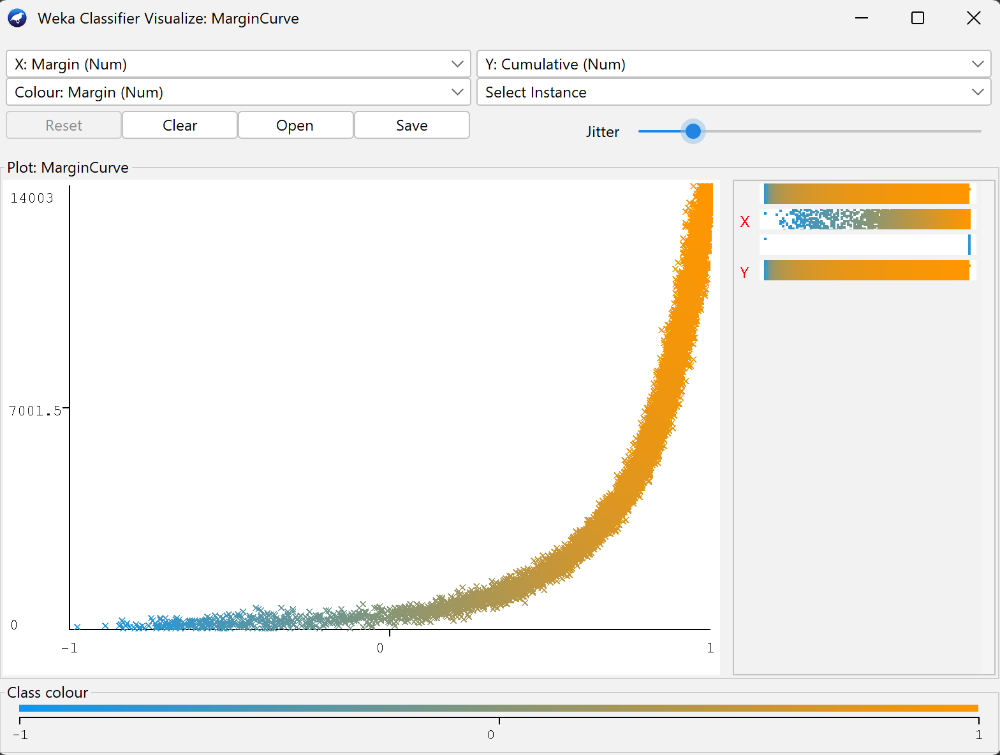 Weka Classifier Visualize: MarginCurve
X: Margin (Num)
Y: Cumulative (Num)
Colour: Margin (Num)
Select Instance
Reset
Clear
Open
Save
Jitter
Plot: MarginCurve
14003
7001.5
0
-1
0
1
X
Y
Class colour
-1
0
1